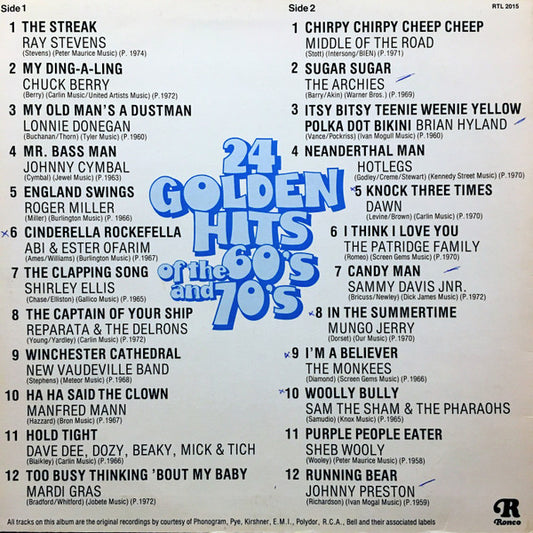 Side 1
1 THE STREAK
RAY STEVENS
(Stevens) (Peter Maurice Music) (P. 1974)
2 MY DING-A-LING
CHUCK BERRY
(Berry) (Carlin Music/United Artists Music) (P.1972)
3 MY OLD MAN'S A DUSTMAN
LONNIE DONEGAN
(Buchanan/Thorn) (Tyler Music) (P. 1960)
4 MR. BASS MAN
JOHNNY CYMBAL
(Cymbal) (Jewel Music) (P. 1963)
5 ENGLAND SWINGS
ROGER MILLER
(Miller) (Burlington Music) (P. 1966)
6 CINDERELLA ROCKEFELLA
ABI & ESTER OFARIM
(Ames/Williams) (Burlington Music) (P.1967)
7 THE CLAPPING SONG
SHIRLEY ELLIS
(Chase/Elliston) (Gallico Music) (P. 1965)
8 THE CAPTAIN OF YOUR SHIP
REPARATA & THE DELRONS
(Young/Yardley) (Carlin Music) (P. 1968)
9 WINCHESTER CATHEDRAL
NEW VAUDEVILLE BAND
(Stephens) (Meteor Music) (P.1966)
10 HA HA SAID THE CLOWN
MANFRED MANN
(Hazzard) (Bron Music) (P. 1967)
11 HOLD TIGHT
DAVE DEE, DOZY, BEAKY, MICK & TICH
(Blaikley) (Carlin Music) (P. 1966)
12 TOO BUSY THINKING 'BOUT MY BABY
MARDI GRAS
(Bradford/Whitford) (Jobete Music) (P. 1972)
24
GOLDEN
HITS
of the 60's
and 70's
Side 2
RTL 2015
1 CHIRPY CHIRPY CHEEP CHEEP
MIDDLE OF THE ROAD
(Stott) (Intersong/BIEN) (P. 1971)
2 SUGAR SUGAR
THE ARCHIES
(Barry/Akin) (Warner Bros.) (P. 1969)
3 ITSY BITSY TEENIE WEENIE YELLOW
POLKA DOT BIKINI BRIAN HYLAND
(Vance/Pockriss) (Ivan Mogull Music) (P. 1960)
4 NEANDERTHAL MAN
HOTLEGS
(Godley/Creme/Stewart) (Kennedy Street Music) (P. 1970)
5 KNOCK THREE TIMES
DAWN
(Levine/Brown) (Carlin Music) (P. 1970)
6 I THINK I LOVE YOU
THE PATRIDGE FAMILY
(Romeo) (Screen Gems Music) (P. 1970)
7 CANDY MAN
SAMMY DAVIS JNR.
(Bricuss/Newley) (Dick James Music) (P. 1972)
8 IN THE SUMMERTIME
MUNGO JERRY
(Dorset) (Our Music) (P.1970)
9 I'M A BELIEVER
THE MONKEES
(Diamond) (Screen Gems Music) (P. 1966)
10 WOOLLY BULLY
SAM THE SHAM & THE PHARAOHS
(Samudio) (Knox Music) (P. 1965)
11 PURPLE PEOPLE EATER
SHEB WOOLY
(Wooley) (Peter Maurice Music) (P. 1958)
12 RUNNING BEAR
JOHNNY PRESTON
(Richardson) (Ivan Mogal Music) (P. 1959)
R
Ronco
All tracks on this album are the original recordings by courtesy of Phonogram, Pye, Kirshner, E.M.I., Polydor, R.C.A., Bell and their associated labels